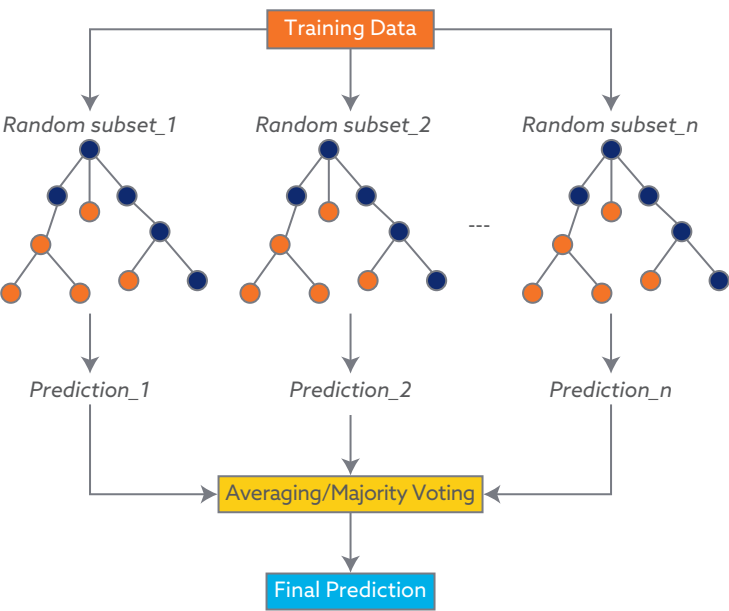 Training Data
Random subset_1
Random subset_2
Random subset_n
---
Prediction_1
Prediction_2
Prediction_n
Averaging/Majority Voting
Final Prediction